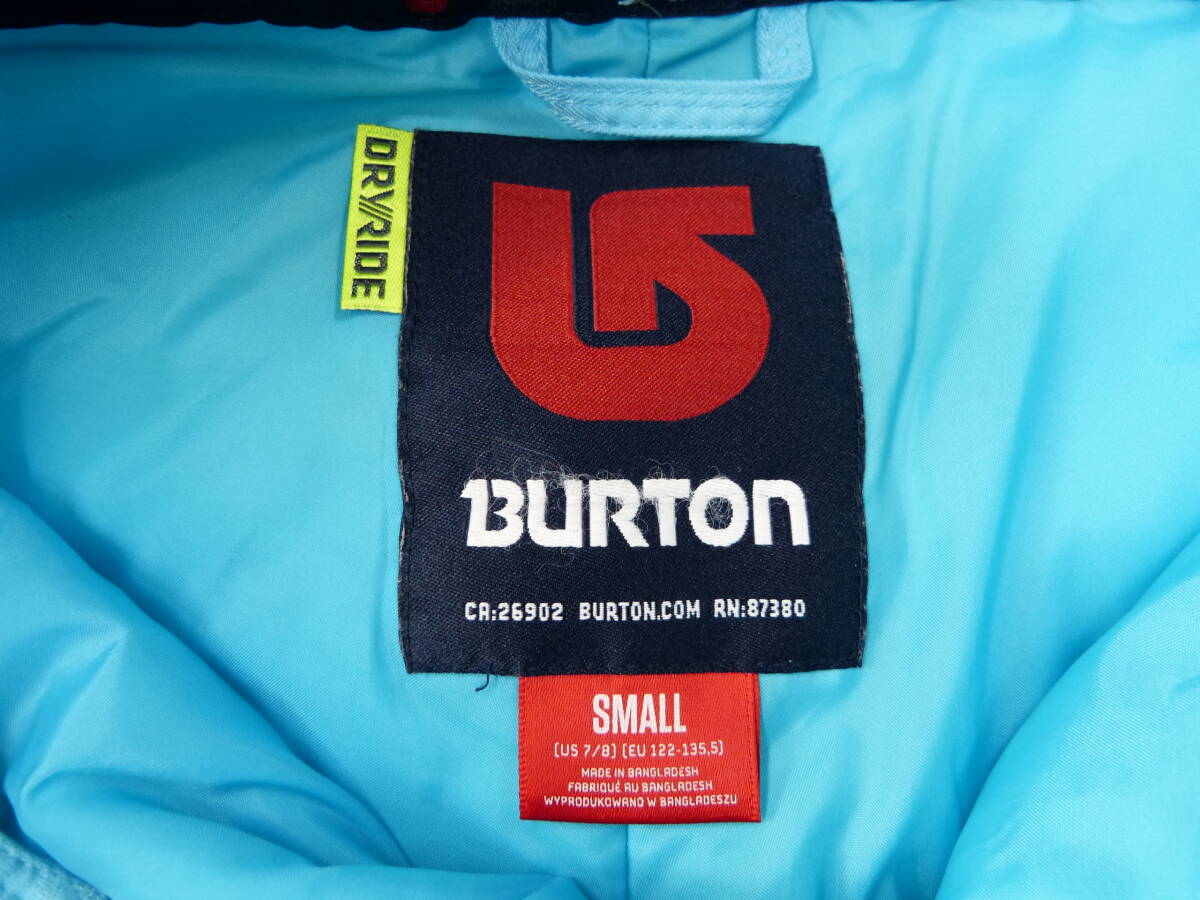 DRY//RIDE
BURTON
CA:26902 BURTON.COM RN:87380
SMALL
(US 7/8) (EU 122-135,5)
MADE IN BANGLADESH
FABRIQUÉ AU BANGLADESH
WYPRODUKOWANO W BANGLADESZU